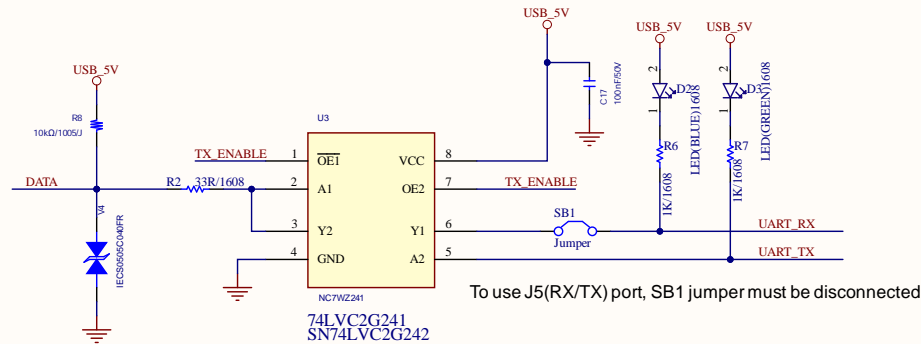 USB_5V
USB_5V
USB_5V
USB_5V
R8
10kΩ/1005/J
C17
100nF/50V
2
2
D2
D3
1
1
LED(BLUE)1608
LED(GREEN)1608
U3
TX_ENABLE
1
OE1
VCC
8
DATA
R2
33R/1608
2
A1
OE2
7
TX_ENABLE
R6
R7
1K/1608
1K/1608
V4
IECS0505C040FR
3
Y2
Y1
6
SB1
Jumper
UART_RX
4
GND
A2
5
UART_TX
NC7WZ241
To use J5(RX/TX) port, SB1 jumper must be disconnected
74LVC2G241
SN74LVC2G242